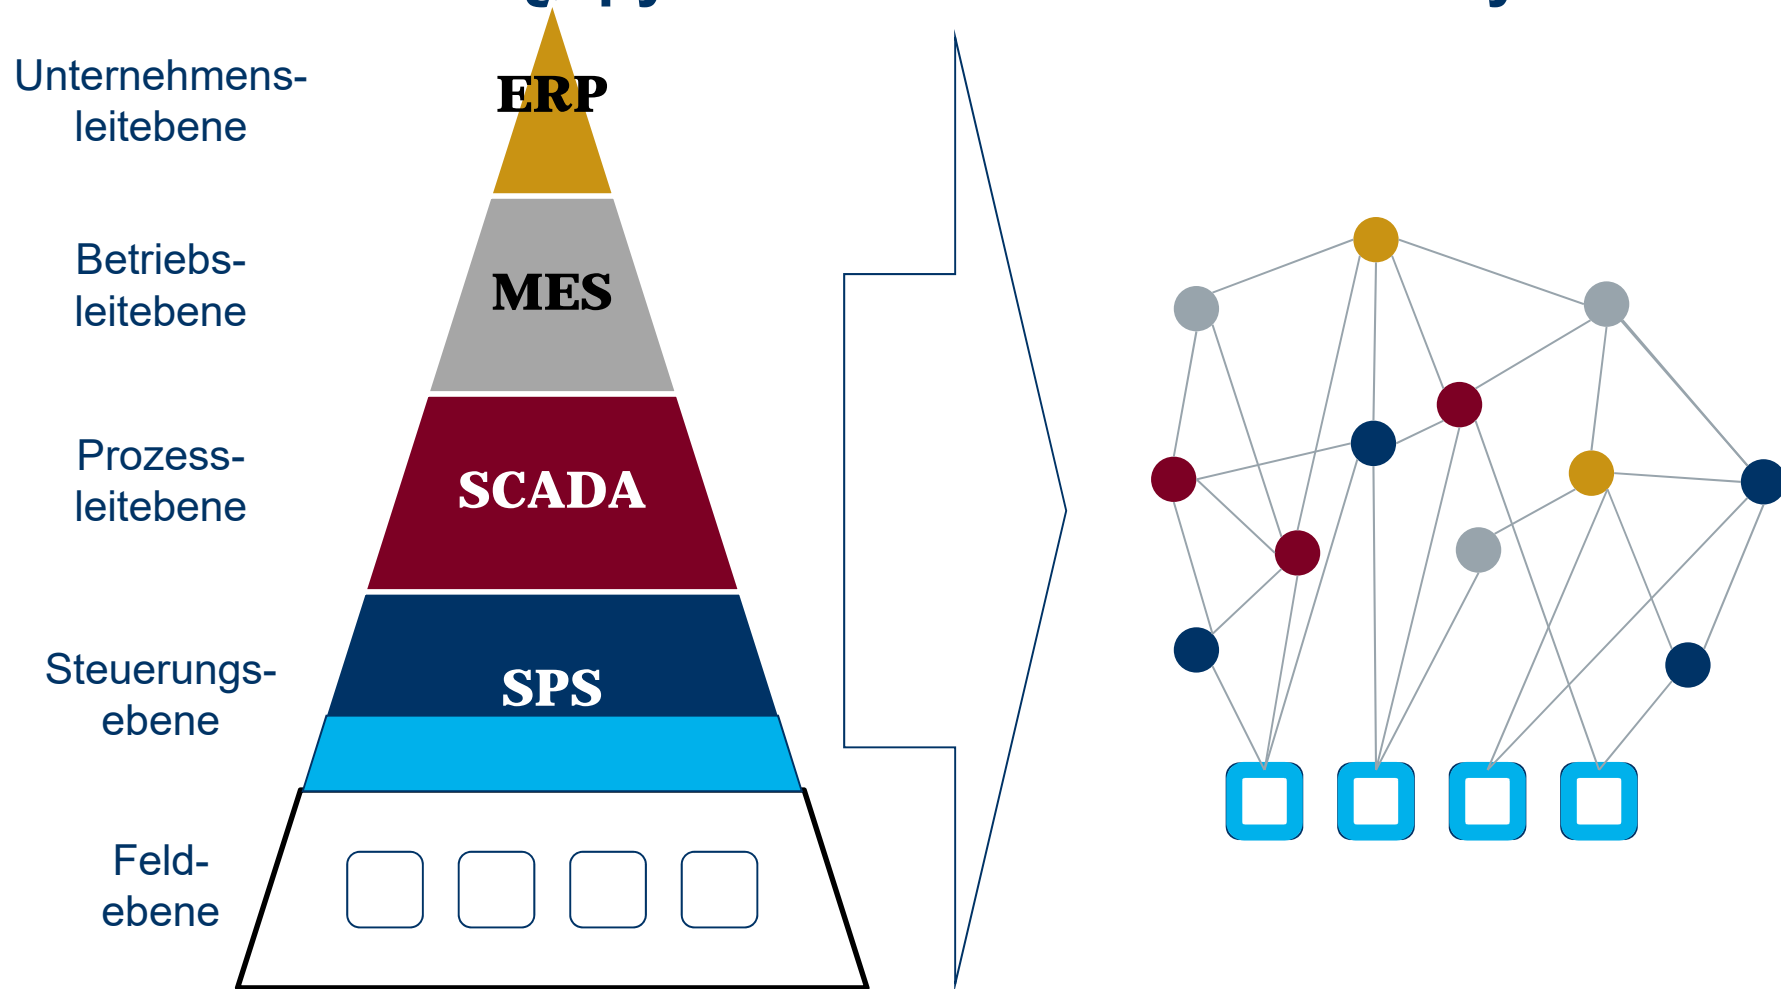 Unternehmens-
leitebene
ERP
Betriebs-
leitebene
MES
Prozess-
leitebene
SCADA
Steuerungs-
ebene
SPS
Feld-
ebene